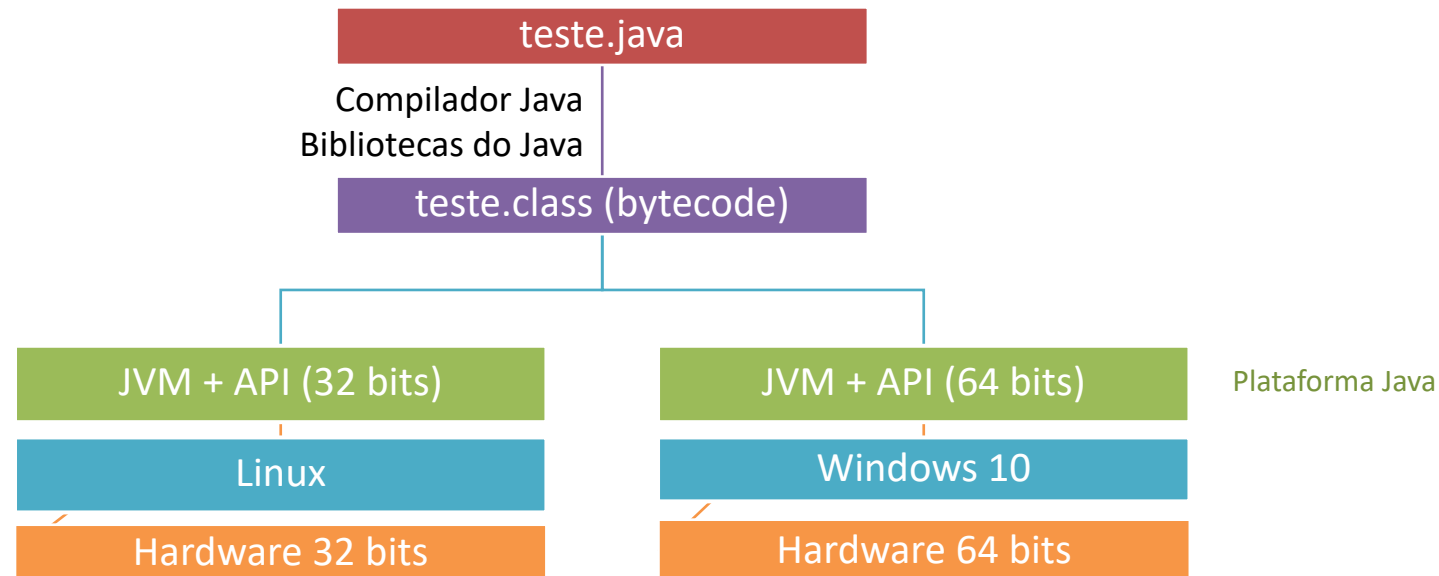 teste.java
Compilador Java
Bibliotecas do Java
teste.class (bytecode)
JVM + API (32 bits)
JVM + API (64 bits)
Plataforma Java
Linux
Windows 10
Hardware 32 bits
Hardware 64 bits